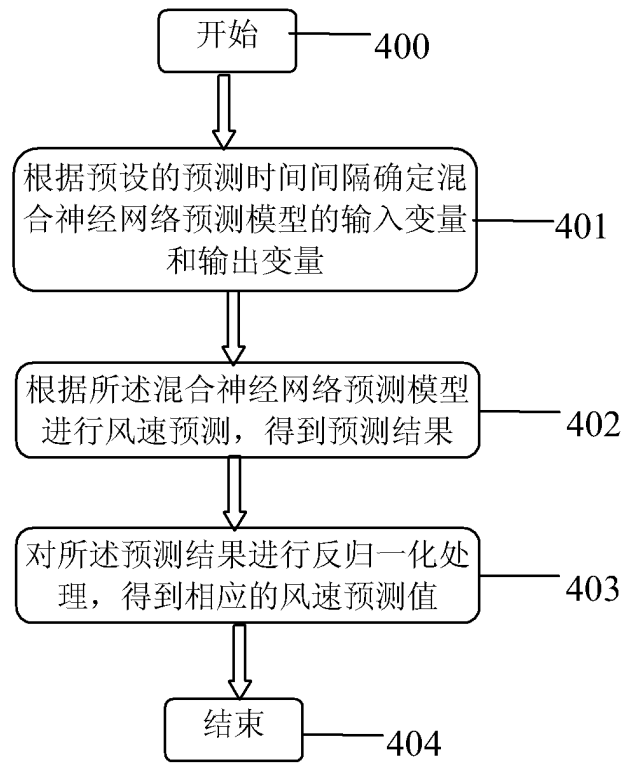 开始
400
根据预设的预测时间间隔确定混
合神经网络预测模型的输入变量
和输出变量
401
根据所述混合神经网络预测模型
进行风速预测，得到预测结果
402
对所述预测结果进行反归一化处
理，得到相应的风速预测值
403
结束
404